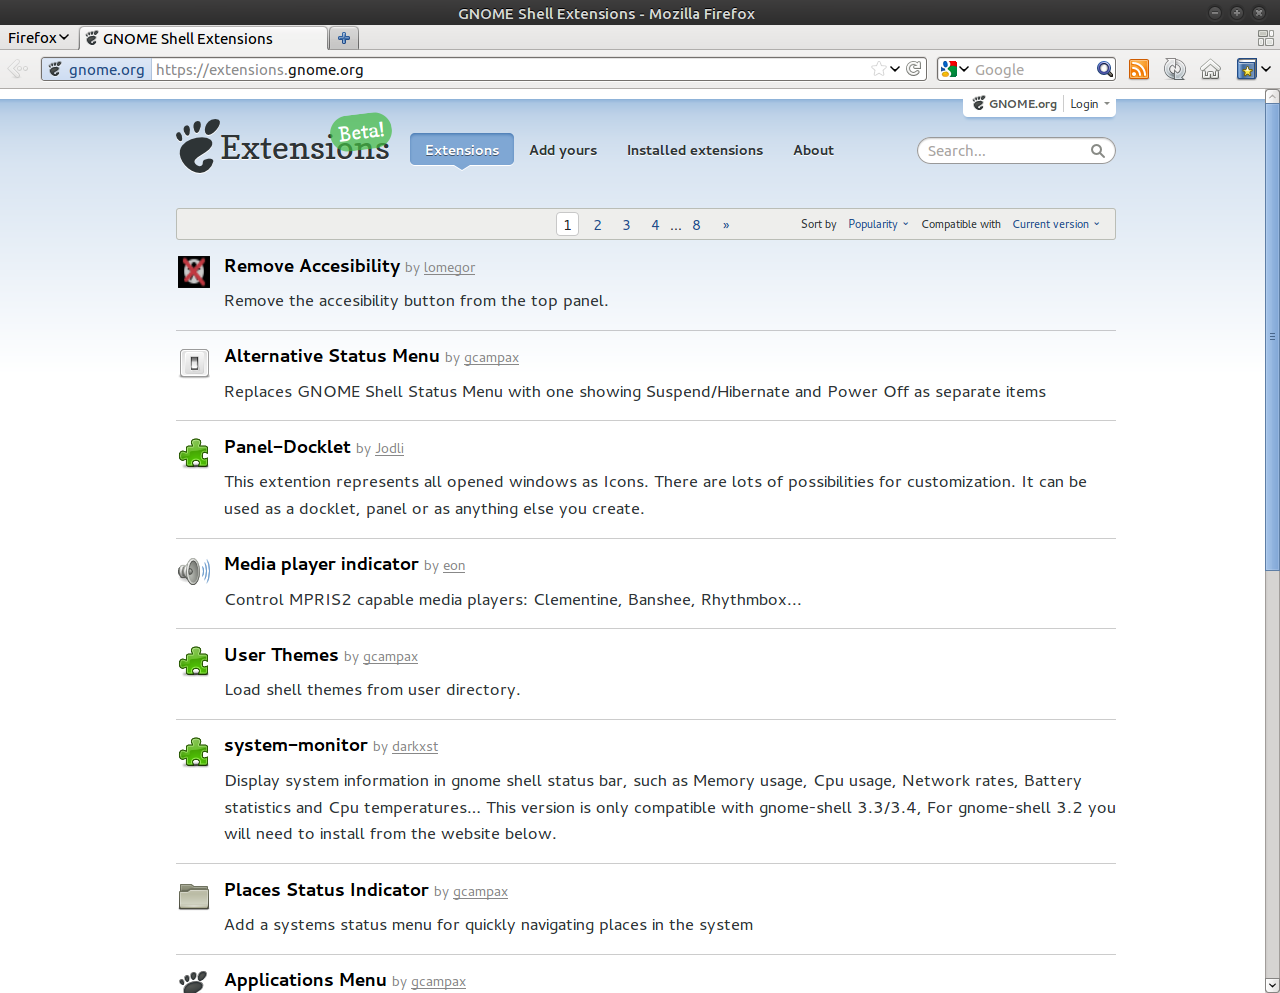 GNOME Shell Extensions - Mozilla Firefox
Firefox GNOME Shell Extensions
gnome.org https://extensions.gnome.org Google
GNOME.org Login
Extensions Beta! Extensions Add yours Installed extensions About Search...
1 2 3 4 ... 8 » Sort by Popularity Compatible with Current version
Remove Accesibility by lomegor
Remove the accesibility button from the top panel.
Alternative Status Menu by gcampax
Replaces GNOME Shell Status Menu with one showing Suspend/Hibernate and Power Off as separate items
Panel-Docklet by Jodli
This extention represents all opened windows as Icons. There are lots of possibilities for customization. It can be
used as a docklet, panel or as anything else you create.
Media player indicator by eon
Control MPRIS2 capable media players: Clementine, Banshee, Rhythmbox...
User Themes by gcampax
Load shell themes from user directory.
system-monitor by darkxst
Display system information in gnome shell status bar, such as Memory usage, Cpu usage, Network rates, Battery
statistics and Cpu temperatures... This version is only compatible with gnome-shell 3.3/3.4, For gnome-shell 3.2 you
will need to install from the website below.
Places Status Indicator by gcampax
Add a systems status menu for quickly navigating places in the system
Applications Menu by gcampax